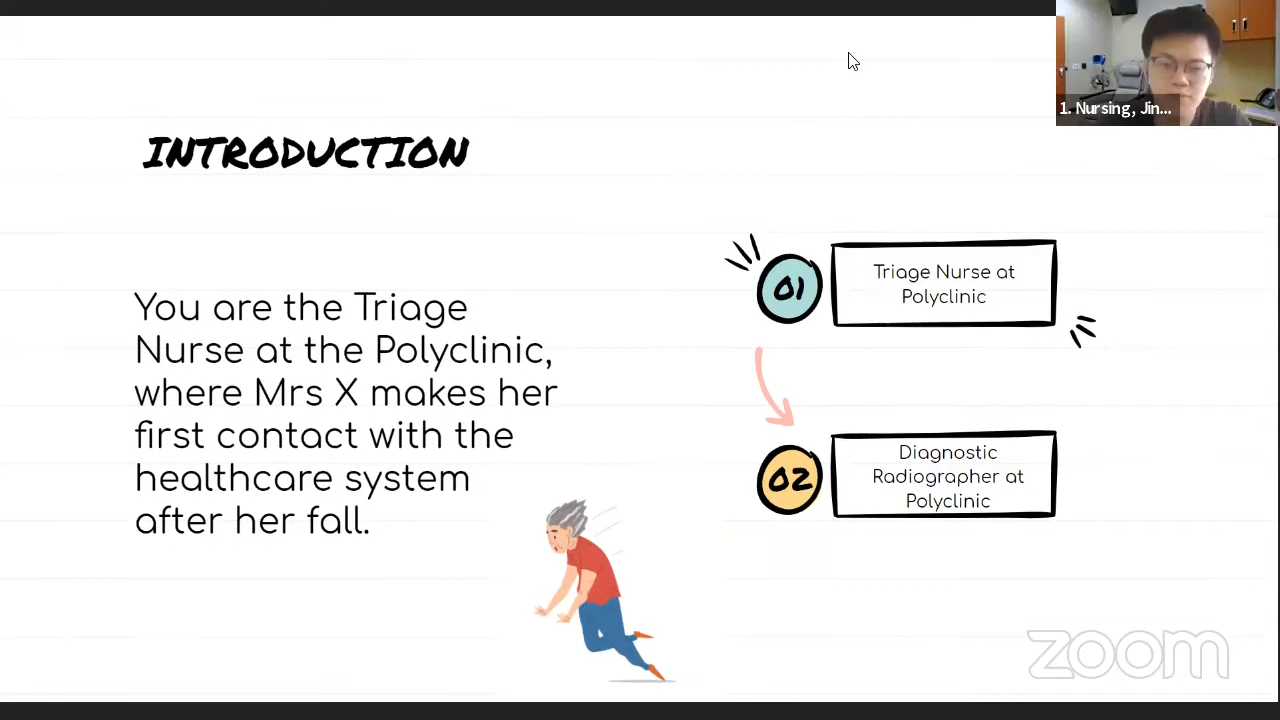 1. Nursing, Jin...
INTRODUCTION
You are the Triage
Nurse at the Polyclinic,
where Mrs X makes her
first contact with the
healthcare system
after her fall.
01
Triage Nurse at
Polyclinic
02
Diagnostic
Radiographer at
Polyclinic
zoom